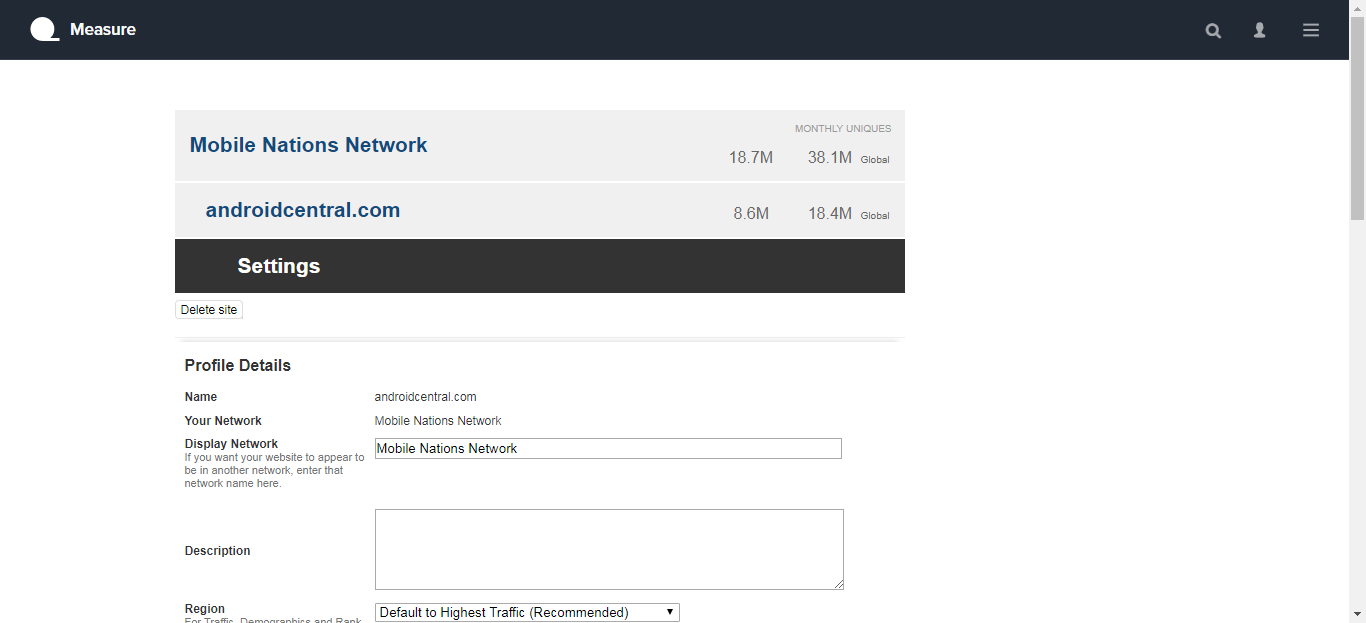 Measure
MONTHLY UNIQUES
Mobile Nations Network
18.7M 38.1M Global
androidcentral.com
8.6M 18.4M Global
Settings
Delete site
Profile Details
Name androidcentral.com
Your Network Mobile Nations Network
Display Network
If you want your website to appear to
be in another network, enter that
network name here.
Mobile Nations Network
Description
Region
For Traffic, Demographics and Rank
Default to Highest Traffic (Recommended)